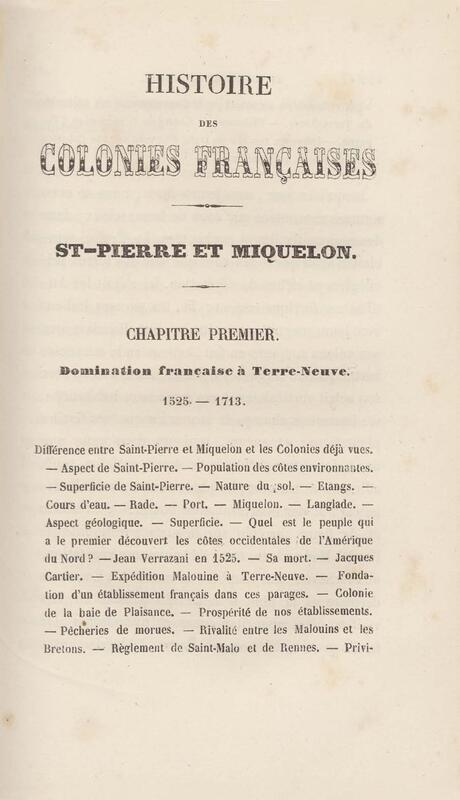 HISTOIRE
DES
COLONIES FRANÇAISES
ST-PIERRE ET MIQUELON.
CHAPITRE PREMIER.
Domination française à Terre-Neuve.
1525. — 1713.
Différence entre Saint-Pierre et Miquelon et les Colonies déjà vues.
— Aspect de Saint-Pierre. — Population des côtes environnantes.
— Superficie de Saint-Pierre. — Nature du sol. — Etangs. —
Cours d'eau. — Rade. — Port. — Miquelon. — Langlade. —
Aspect géologique. — Superficie. — Quel est le peuple qui
a le premier découvert les côtes occidentales de l'Amérique
du Nord ? — Jean Verrazani en 1525. — Sa mort. — Jacques
Cartier. — Expédition Malouine à Terre-Neuve. — Fonda-
tion d'un établissement français dans ces parages. — Colonie
de la baie de Plaisance. — Prospérité de nos établissements.
— Pêcheries de morues. — Rivalité entre les Malouins et les
Bretons. — Règlement de Saint-Malo et de Rennes. — Privi-